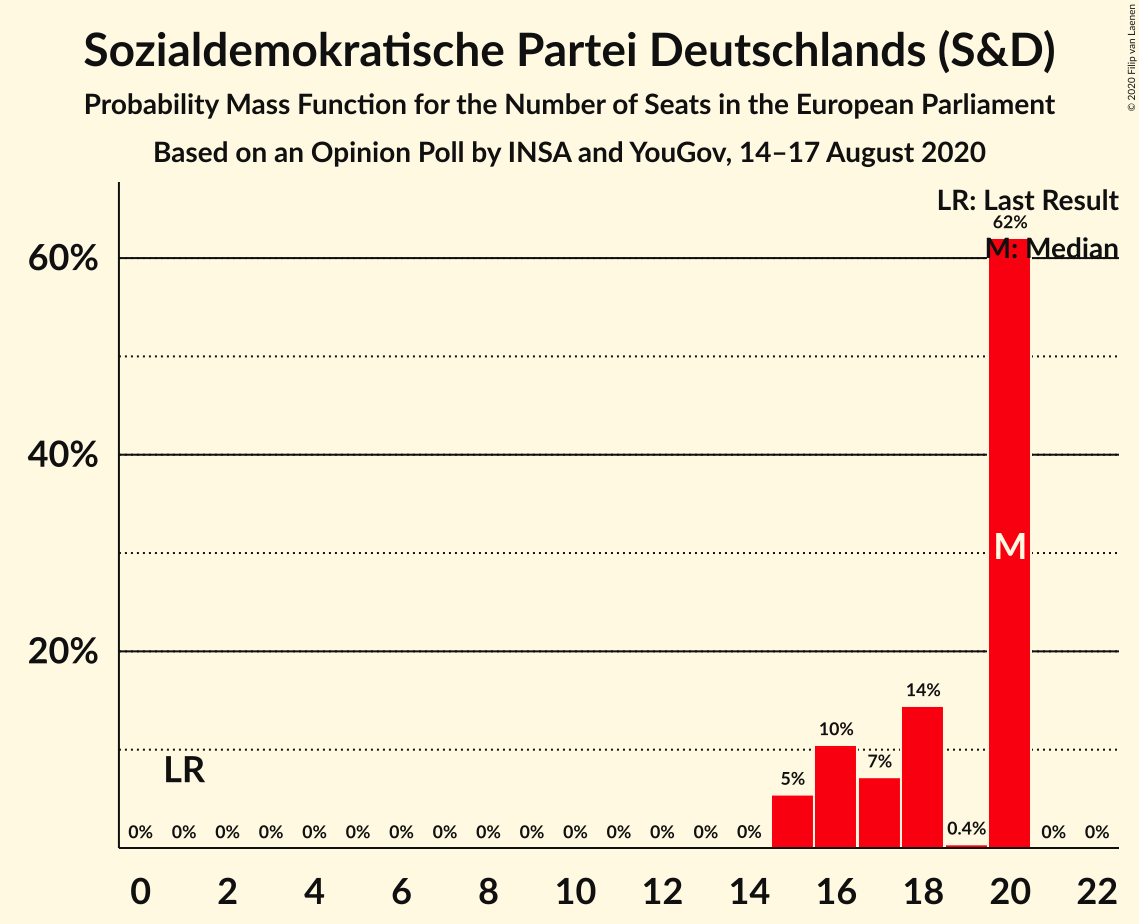 Sozialdemokratische Partei Deutschlands (S&D)
Probability Mass Function for the Number of Seats in the European Parliament
Based on an Opinion Poll by INSA and YouGov, 14–17 August 2020
© 2020 Filip van Laenen
LR: Last Result
62%
M: Median
60%
40%
M
20%
14%
10%
7%
LR
5%
0% 0% 0% 0% 0% 0% 0% 0% 0% 0% 0% 0% 0% 0% 0% 0.4% 0% 0%
0 2 4 6 8 10 12 14 16 18 20 22